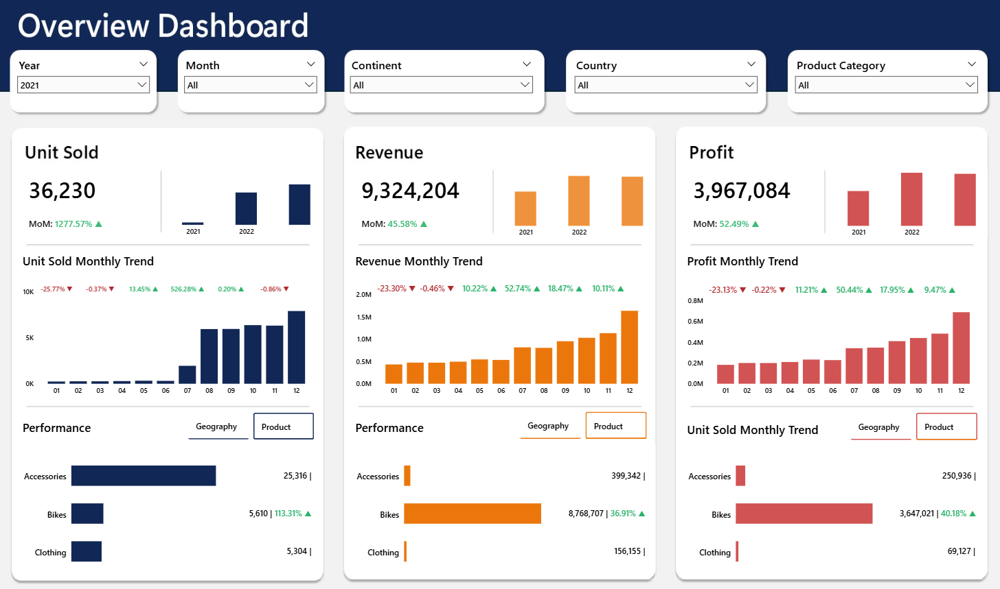 Overview Dashboard
Year
2021
Month
All
Continent
All
Country
All
Product Category
All
Unit Sold
36,230
MoM: 1277.57% ▲
2021 2022
Unit Sold Monthly Trend
-25.77% ▼ -0.37% ▼ 13.45% ▲ 526.28% ▲ 0.20% ▲ -0.86% ▼
10K
5K
0K
01 02 03 04 05 06 07 08 09 10 11 12
Performance
Geography
Product
Accessories 25,316 |
Bikes 5,610 | 113.31% ▲
Clothing 5,304 |
Revenue
9,324,204
MoM: 45.58% ▲
2021 2022
Revenue Monthly Trend
-23.30% ▼ -0.46% ▼ 10.22% ▲ 52.74% ▲ 18.47% ▲ 10.11% ▲
2.0M
1.5M
1.0M
0.5M
0.0M
01 02 03 04 05 06 07 08 09 10 11 12
Performance
Geography
Product
Accessories 399,342 |
Bikes 8,768,707 | 36.91% ▲
Clothing 156,155 |
Profit
3,967,084
MoM: 52.49% ▲
2021 2022
Profit Monthly Trend
-23.13% ▼ -0.22% ▼ 11.21% ▲ 50.44% ▲ 17.95% ▲ 9.47% ▲
0.8M
0.6M
0.4M
0.2M
0.0M
01 02 03 04 05 06 07 08 09 10 11 12
Unit Sold Monthly Trend
Geography
Product
Accessories 250,936 |
Bikes 3,647,021 | 40.18% ▲
Clothing 69,127 |